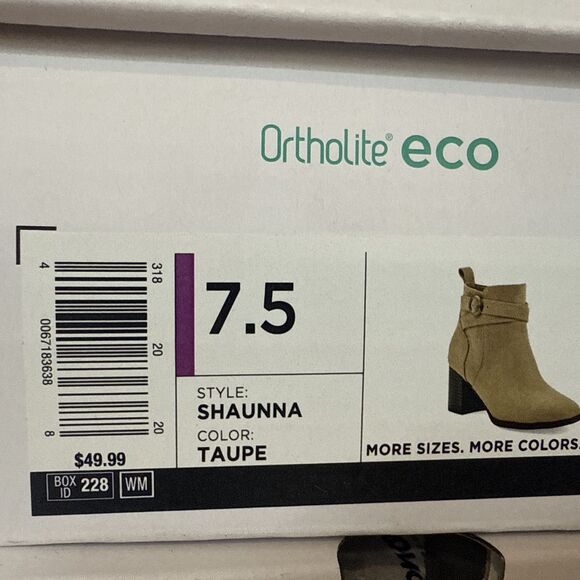 Ortholite® eco
4 0067183638 8
318 20 20
$49.99
7.5
STYLE:
SHAUNNA
COLOR:
TAUPE
MORE SIZES. MORE COLORS.
BOX ID 228 WM